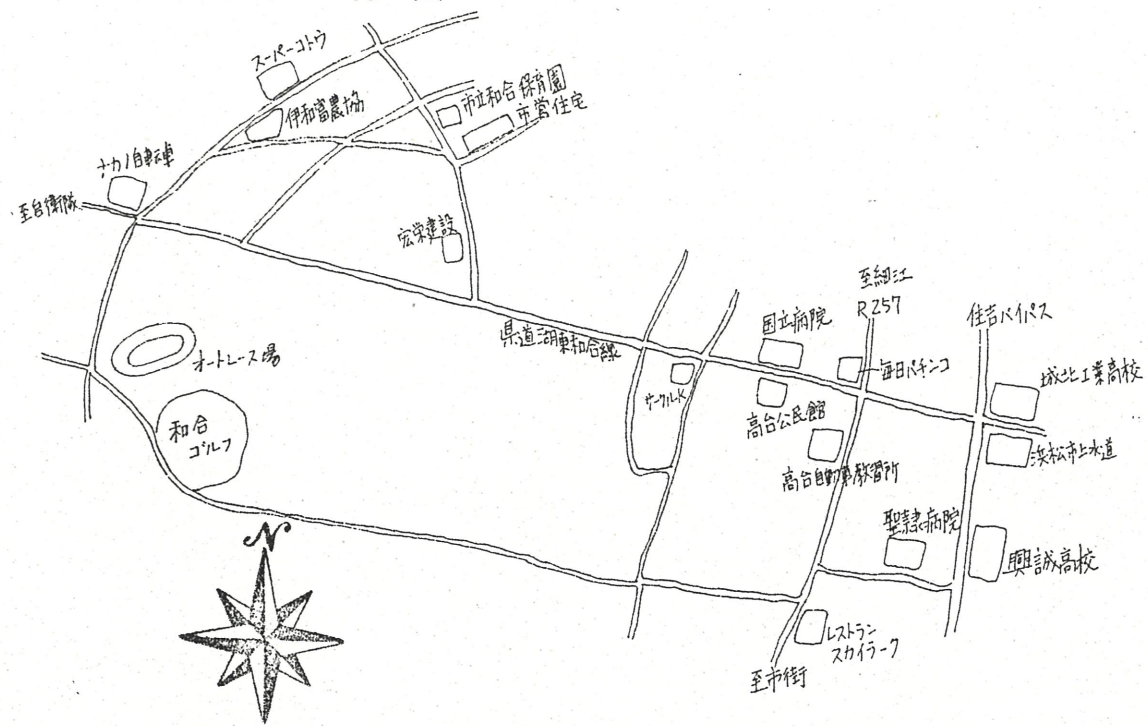 スーパーコトウ
伊和富農協
市立和合保育園
市営住宅
ナカノ自転車
至自衛隊
宏栄建設
至細江
R257
住吉バイパス
国立病院
県道湖東和合線
毎日パチンコ
城北工業高校
オートレース場
サークルK
高台公民館
和合
ゴルフ
浜松市上水道
高台自動車教習所
聖隷病院
興誠高校
N
レストラン
スカイラーク
至市街